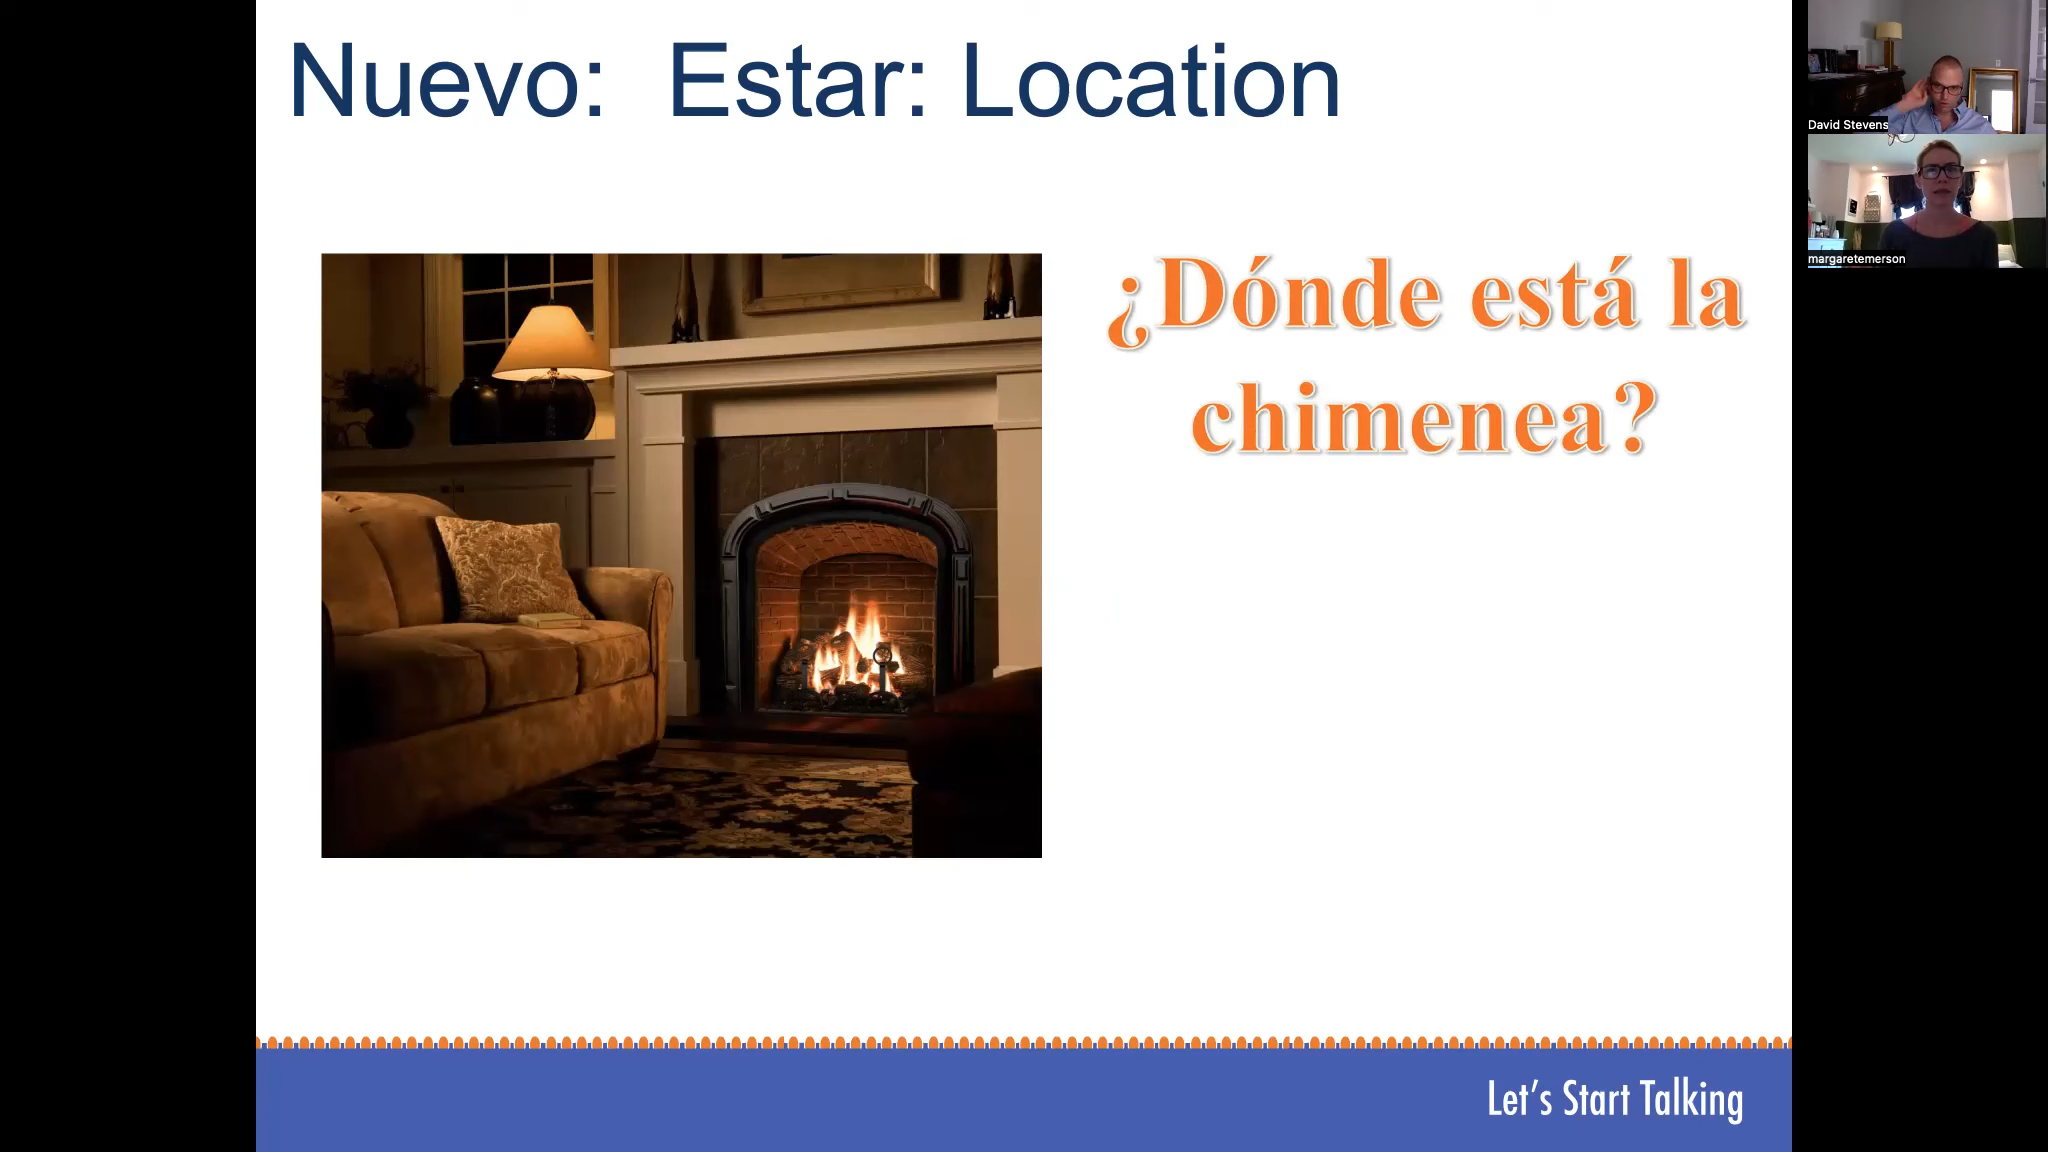 Nuevo:  Estar: Location
¿Dónde está la
chimenea?
Let's Start Talking
David Stevens
margaretemerson